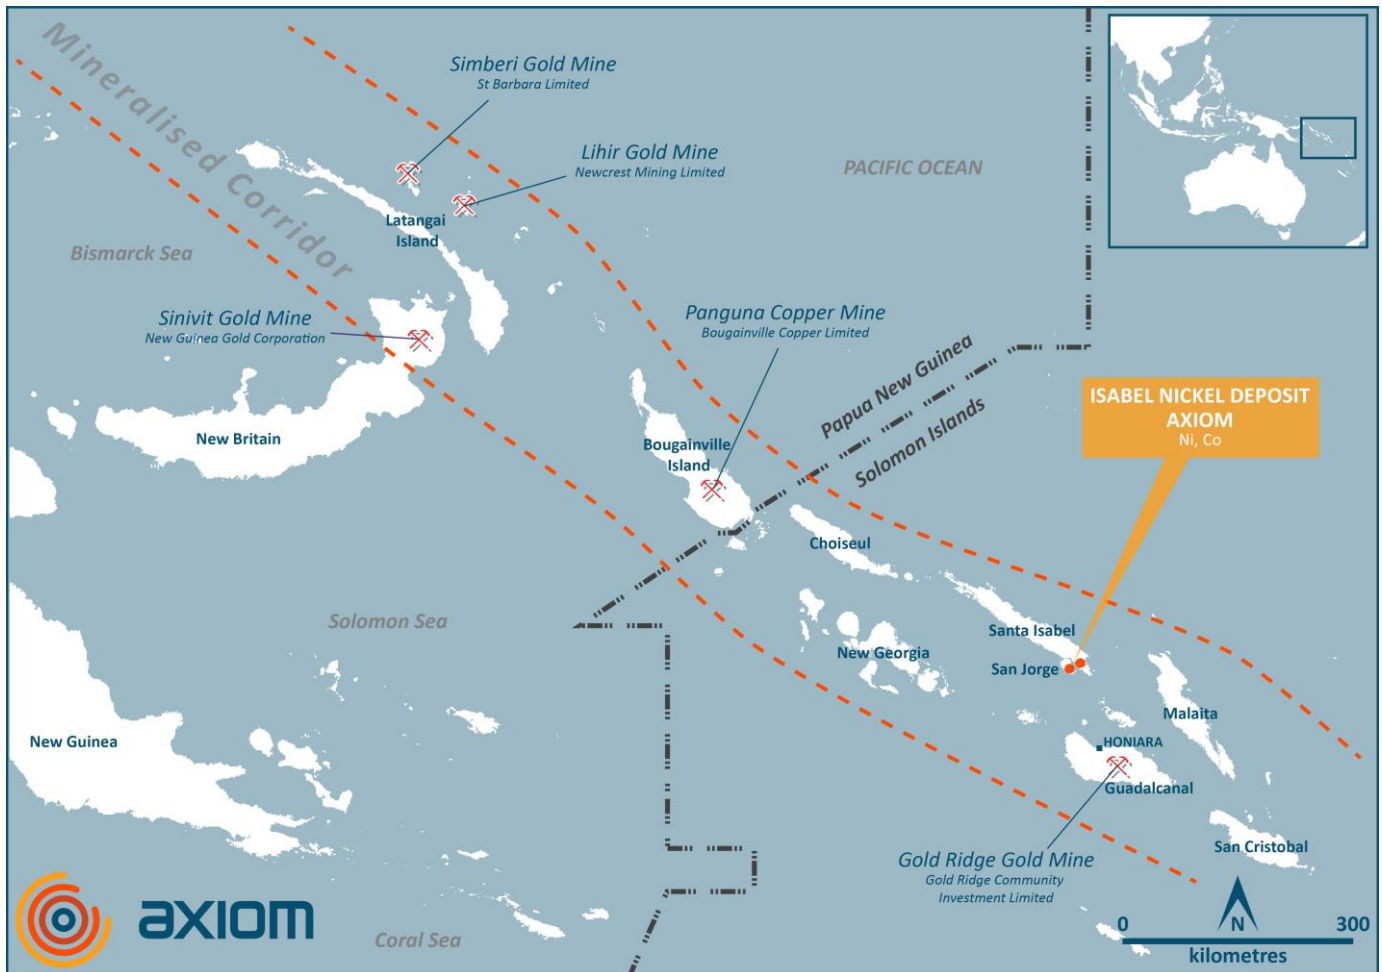 Mineralised Corridor
Simberi Gold Mine
St Barbara Limited
Lihir Gold Mine
Newcrest Mining Limited
PACIFIC OCEAN
Latangai
Island
Bismarck Sea
Sinivit Gold Mine
New Guinea Gold Corporation
Panguna Copper Mine
Bougainville Copper Limited
Papua New Guinea
Solomon Islands
ISABEL NICKEL DEPOSIT
AXIOM
Ni, Co
New Britain
Bougainville
Island
Choiseul
Solomon Sea
Santa Isabel
New Georgia
San Jorge
Malaita
New Guinea
HONIARA
Guadalcanal
San Cristobal
Gold Ridge Gold Mine
Gold Ridge Community
Investment Limited
axiom
Coral Sea
0
N
300
kilometres